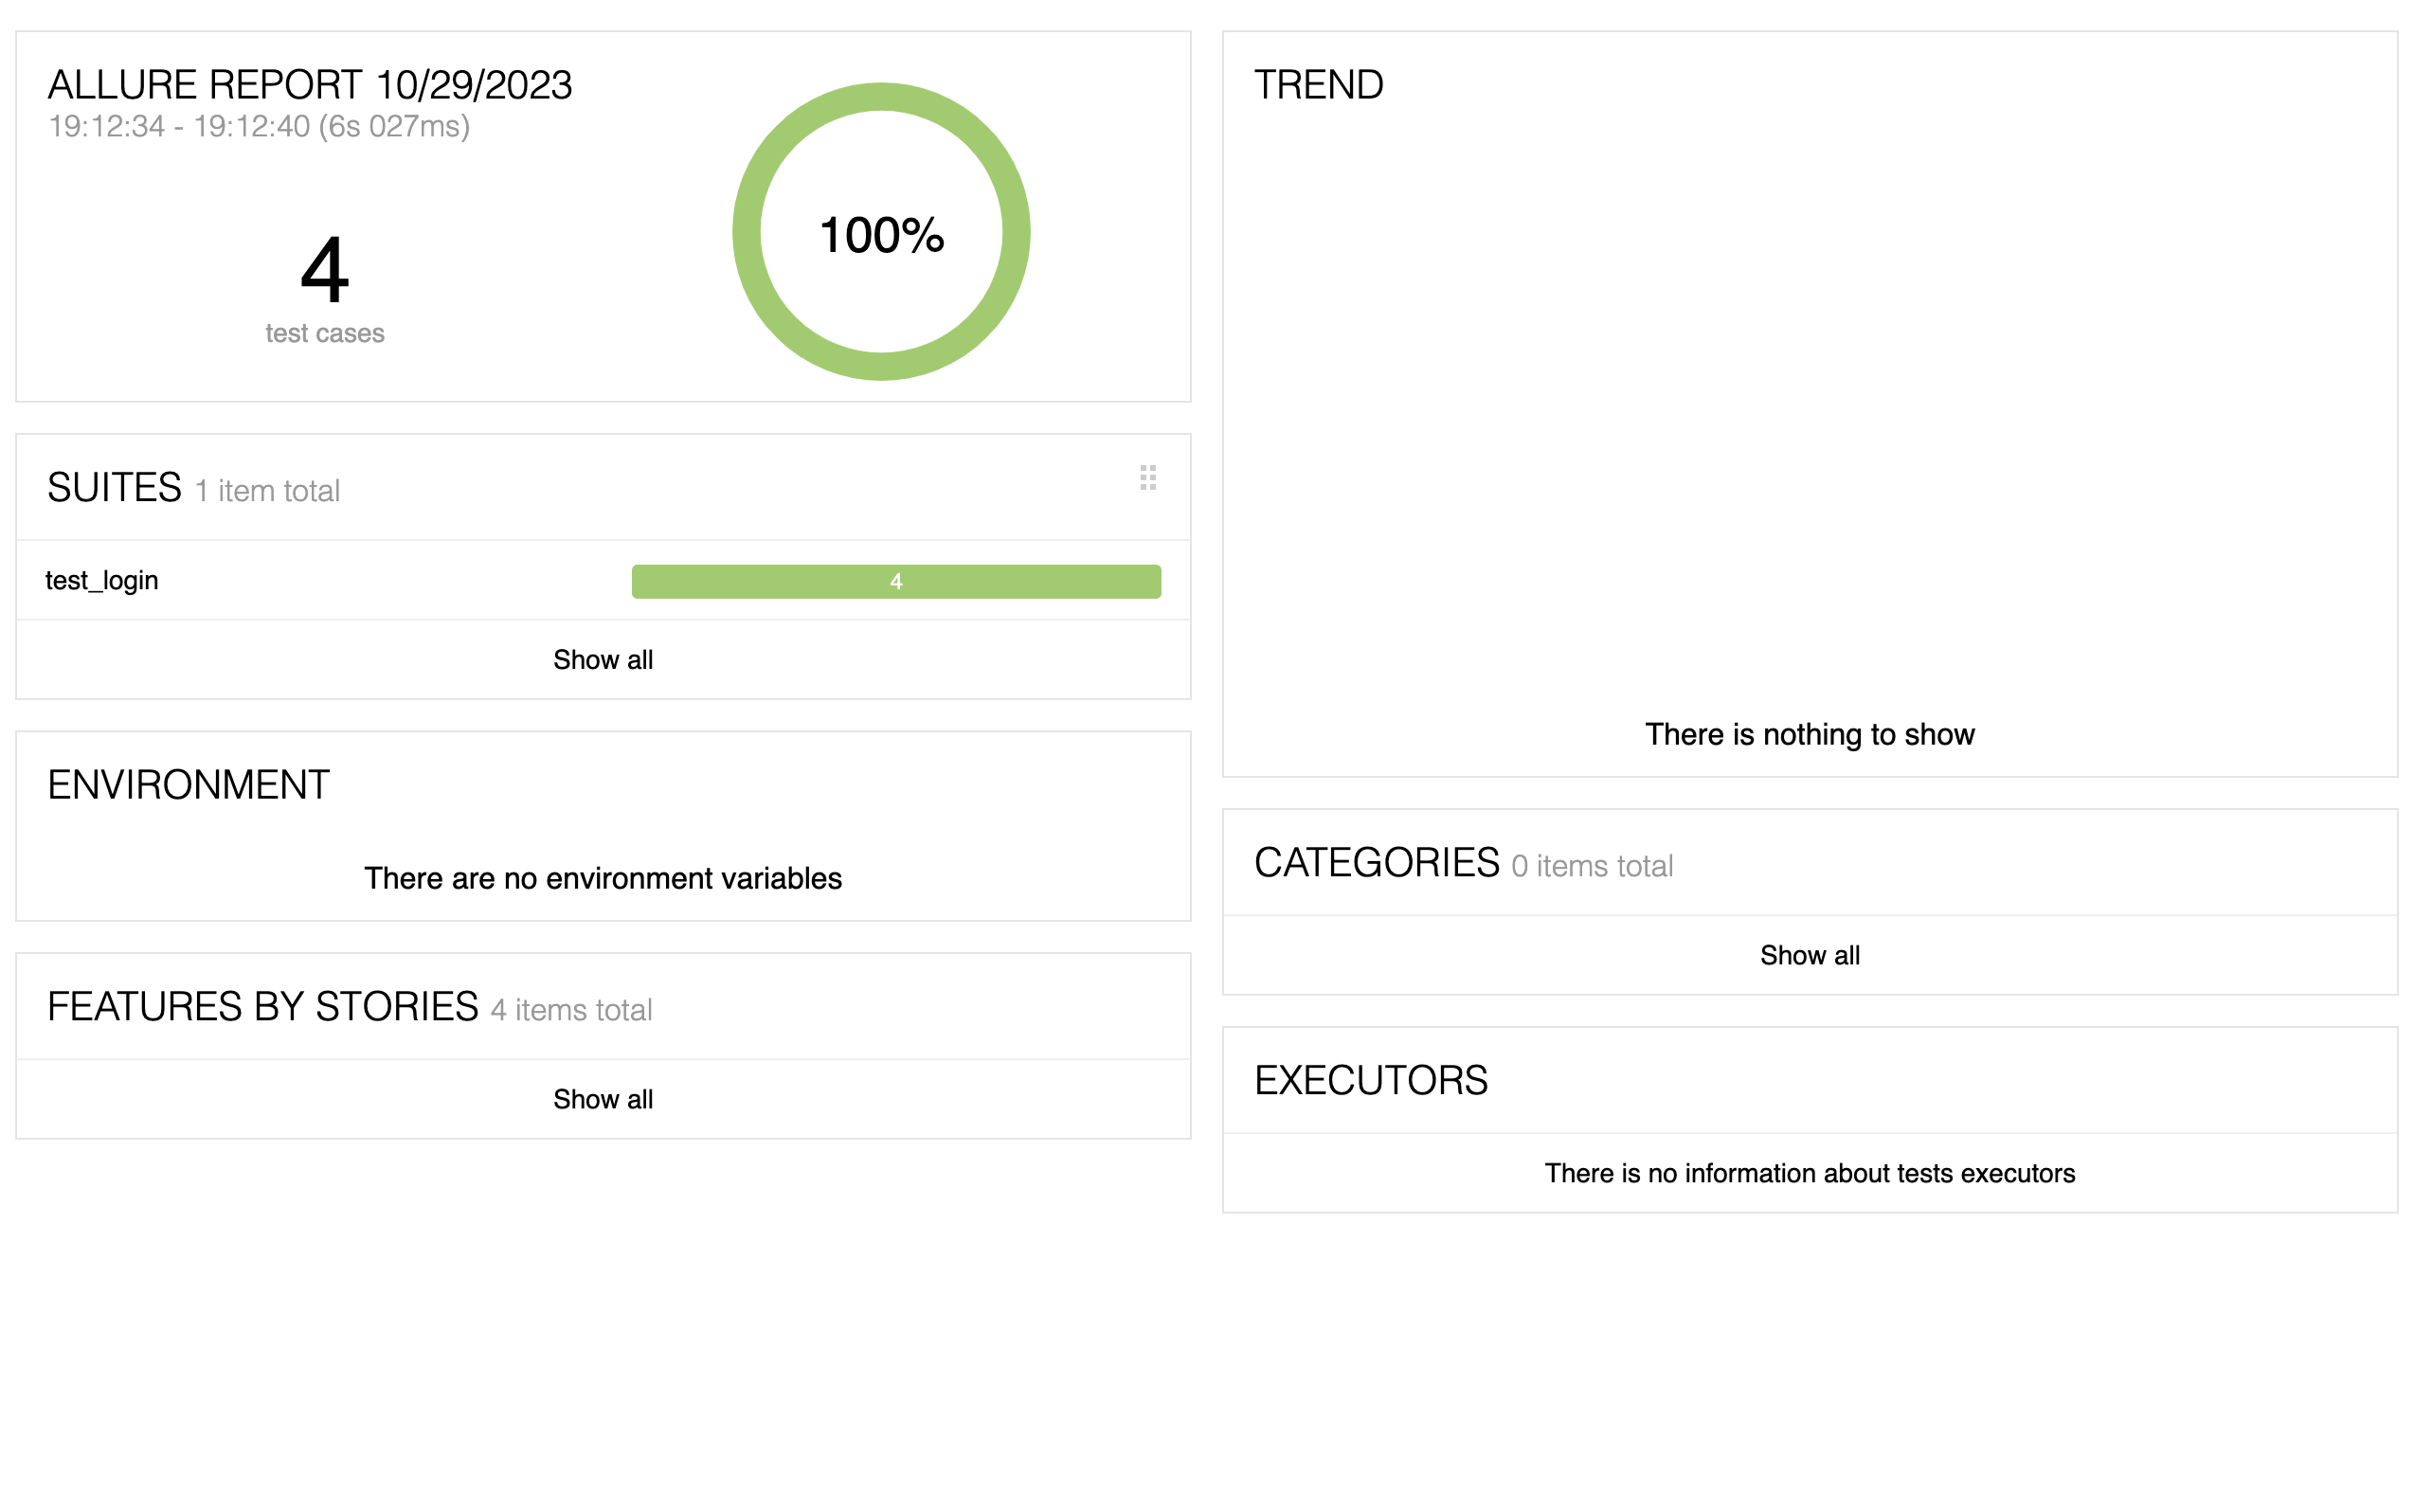 ALLURE REPORT 10/29/2023
19:12:34 - 19:12:40 (6s 027ms)
4
test cases
100%
SUITES 1 item total
test_login 4
Show all
ENVIRONMENT
There are no environment variables
FEATURES BY STORIES 4 items total
Show all
TREND
There is nothing to show
CATEGORIES 0 items total
Show all
EXECUTORS
There is no information about tests executors